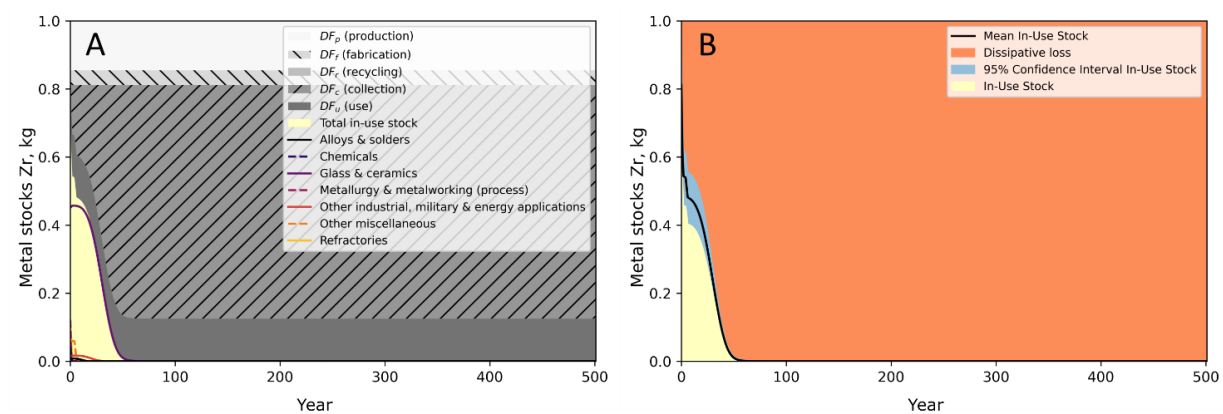 A
Metal stocks Zr, kg
1.0
0.8
0.6
0.4
0.2
0.0
DFp (production)
DFf (fabrication)
DFr (recycling)
DFc (collection)
DFu (use)
Total in-use stock
Alloys & solders
Chemicals
Glass & ceramics
Metallurgy & metalworking (process)
Other industrial, military & energy applications
Other miscellaneous
Refractories
0 100 200 300 400 500
Year
B
Metal stocks Zr, kg
1.0
0.8
0.6
0.4
0.2
0.0
Mean In-Use Stock
Dissipative loss
95% Confidence Interval In-Use Stock
In-Use Stock
0 100 200 300 400 500
Year